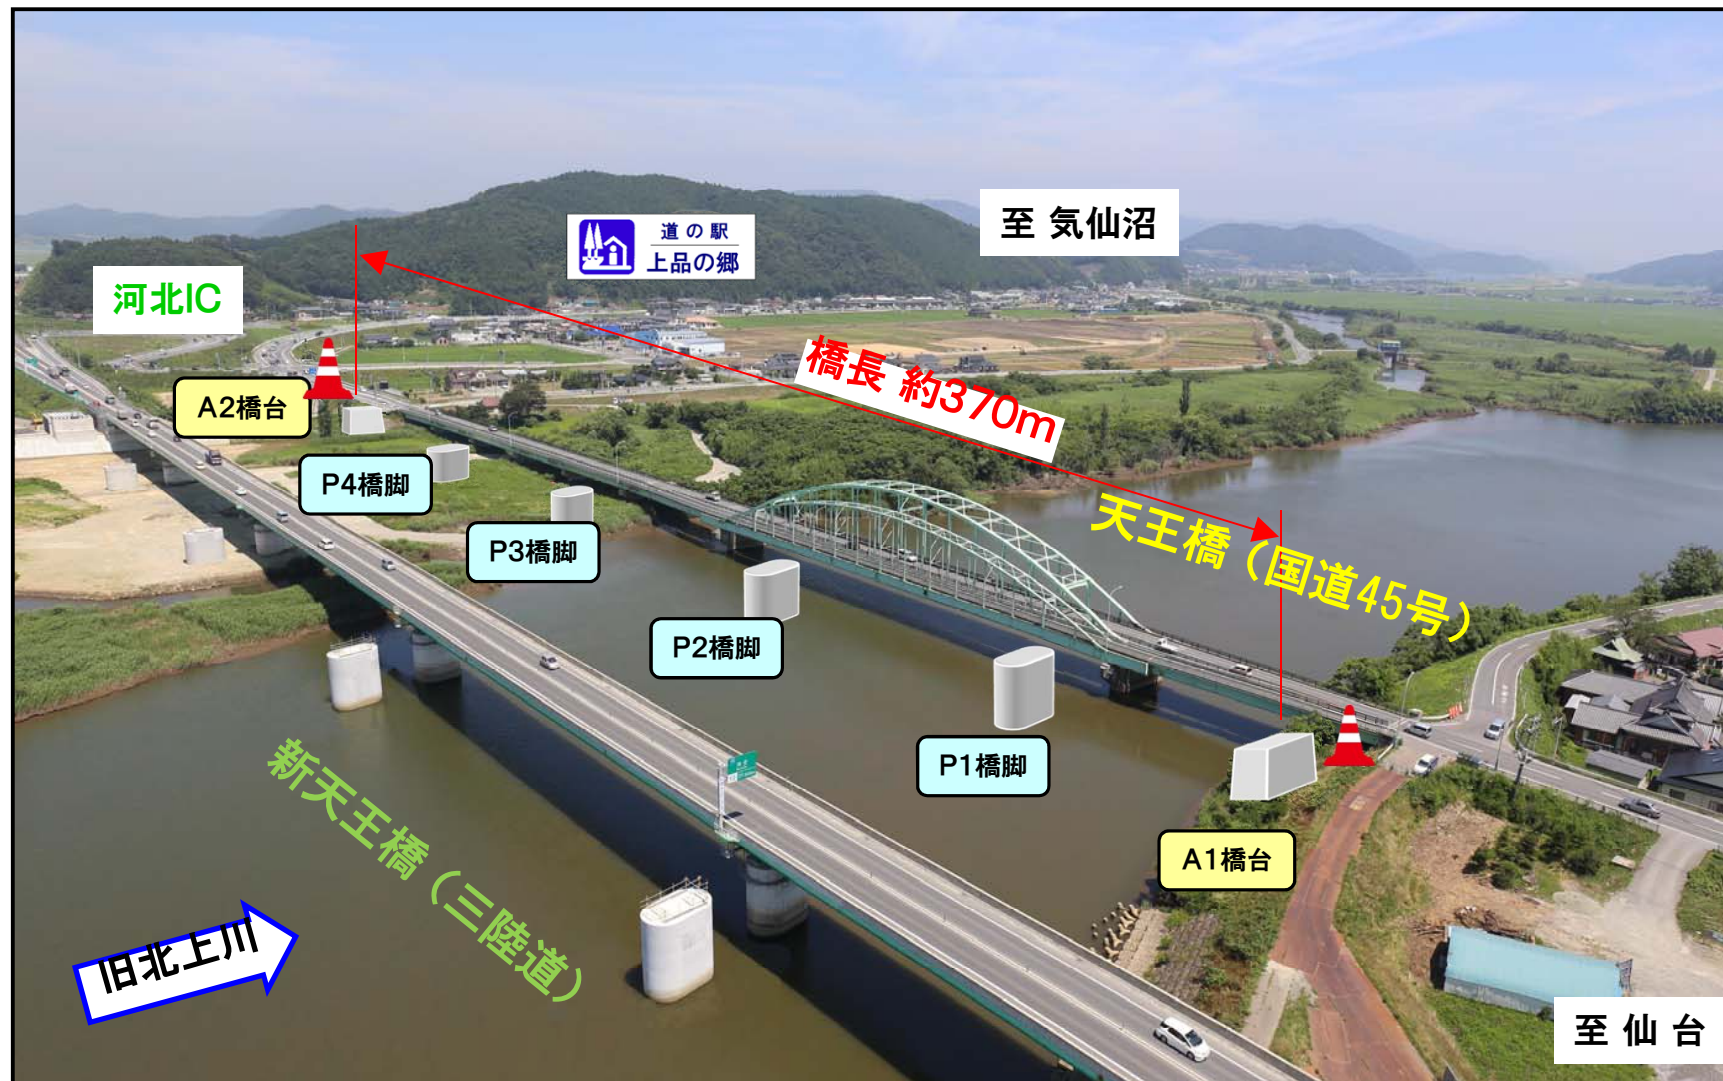 至 気仙沼
道の駅
上品の郷
河北IC
橋長 約370m
A2橋台
P4橋脚
天王橋（国道45号）
P3橋脚
P2橋脚
P1橋脚
A1橋台
新天王橋（三陸道）
旧北上川
至 仙 台